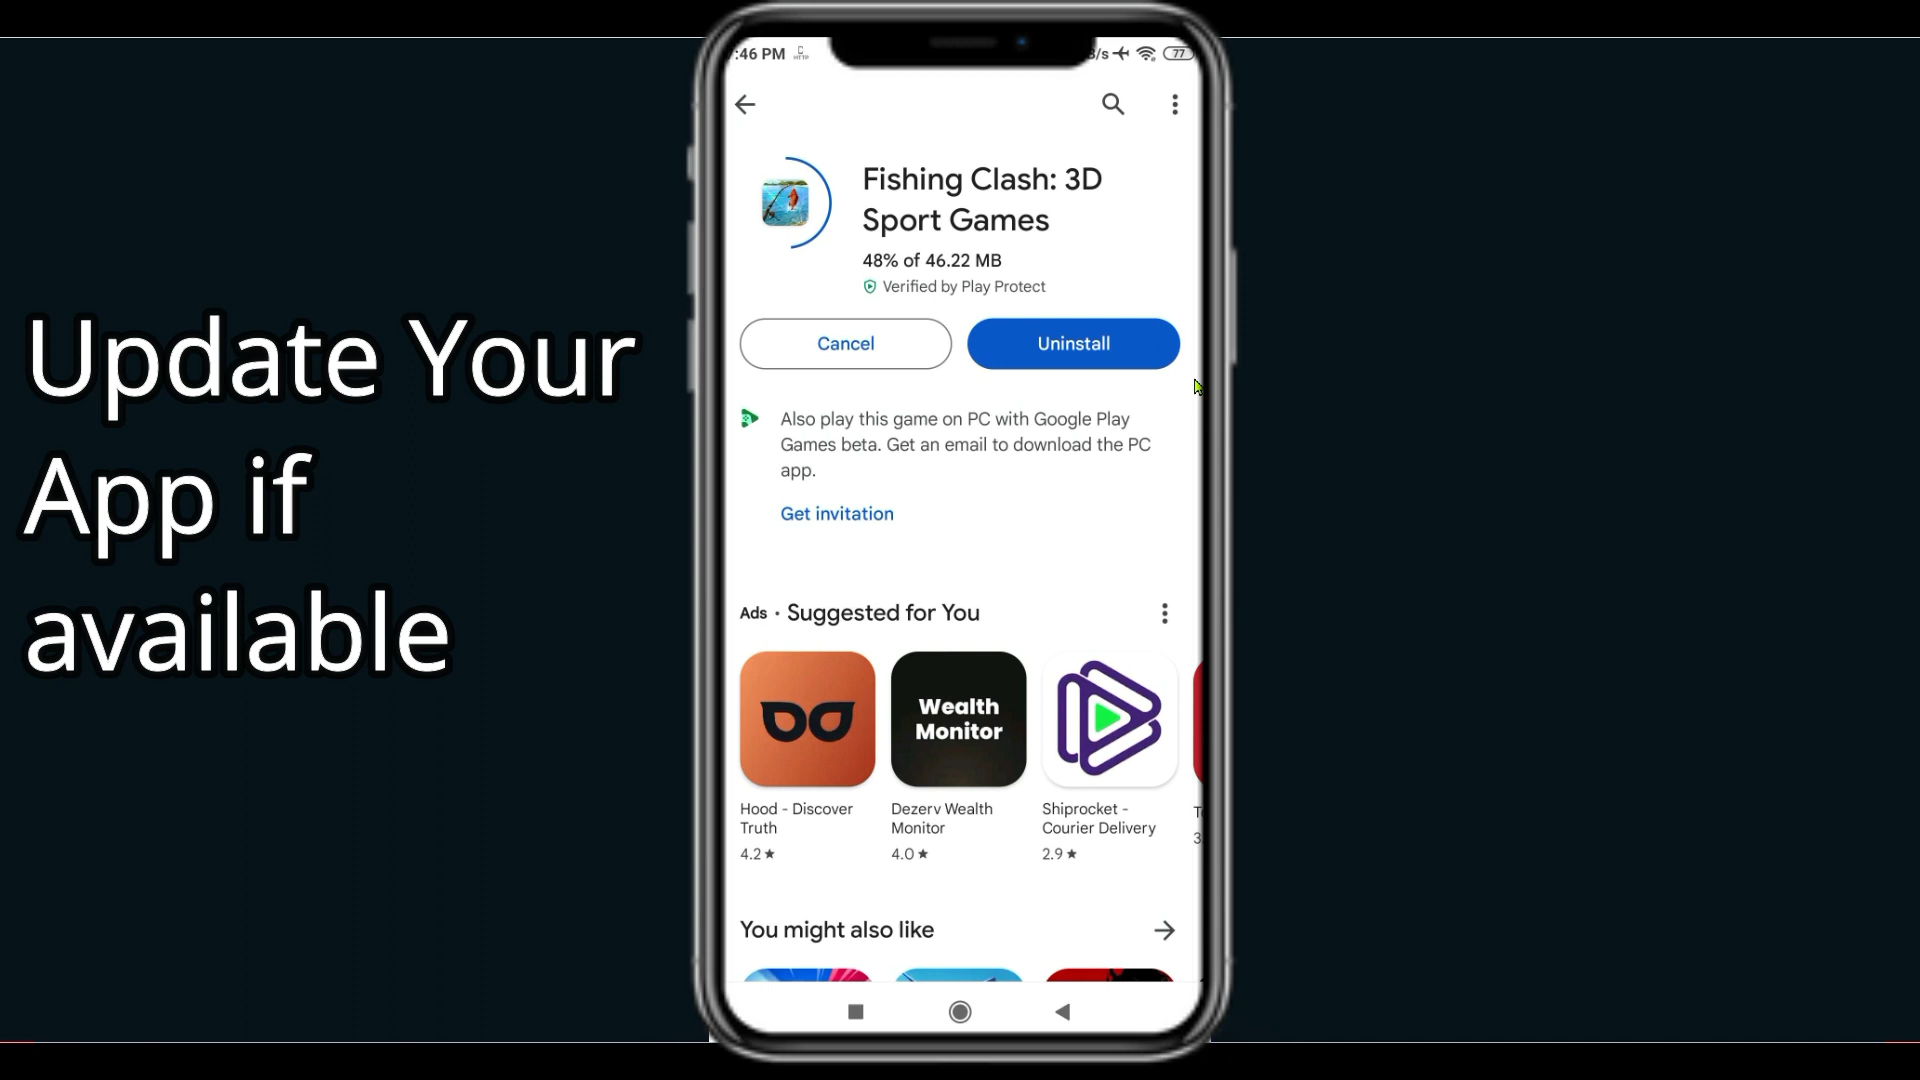 :46 PM
/s
77
Fishing Clash: 3D
Sport Games
48% of 46.22 MB
Verified by Play Protect
Cancel
Uninstall
Also play this game on PC with Google Play
Games beta. Get an email to download the PC
app.
Get invitation
Update Your
App if
available
Ads · Suggested for You
Wealth
Monitor
Hood - Discover
Truth
4.2★
Dezerv Wealth
Monitor
4.0★
Shiprocket -
Courier Delivery
2.9★
You might also like